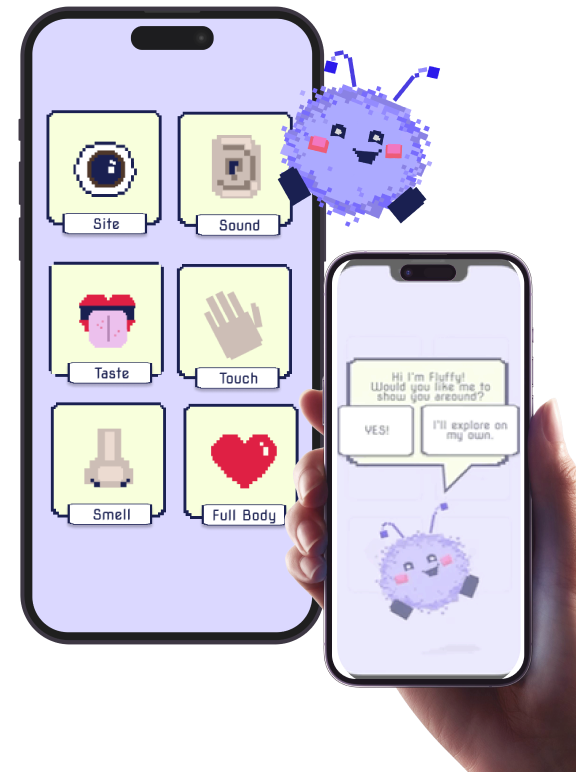 Site
Sound
Taste
Touch
Smell
Full Body
Hi I'm Fluffy!
Would you like me to
show you areound?
YES!
I'll explore on
my own.